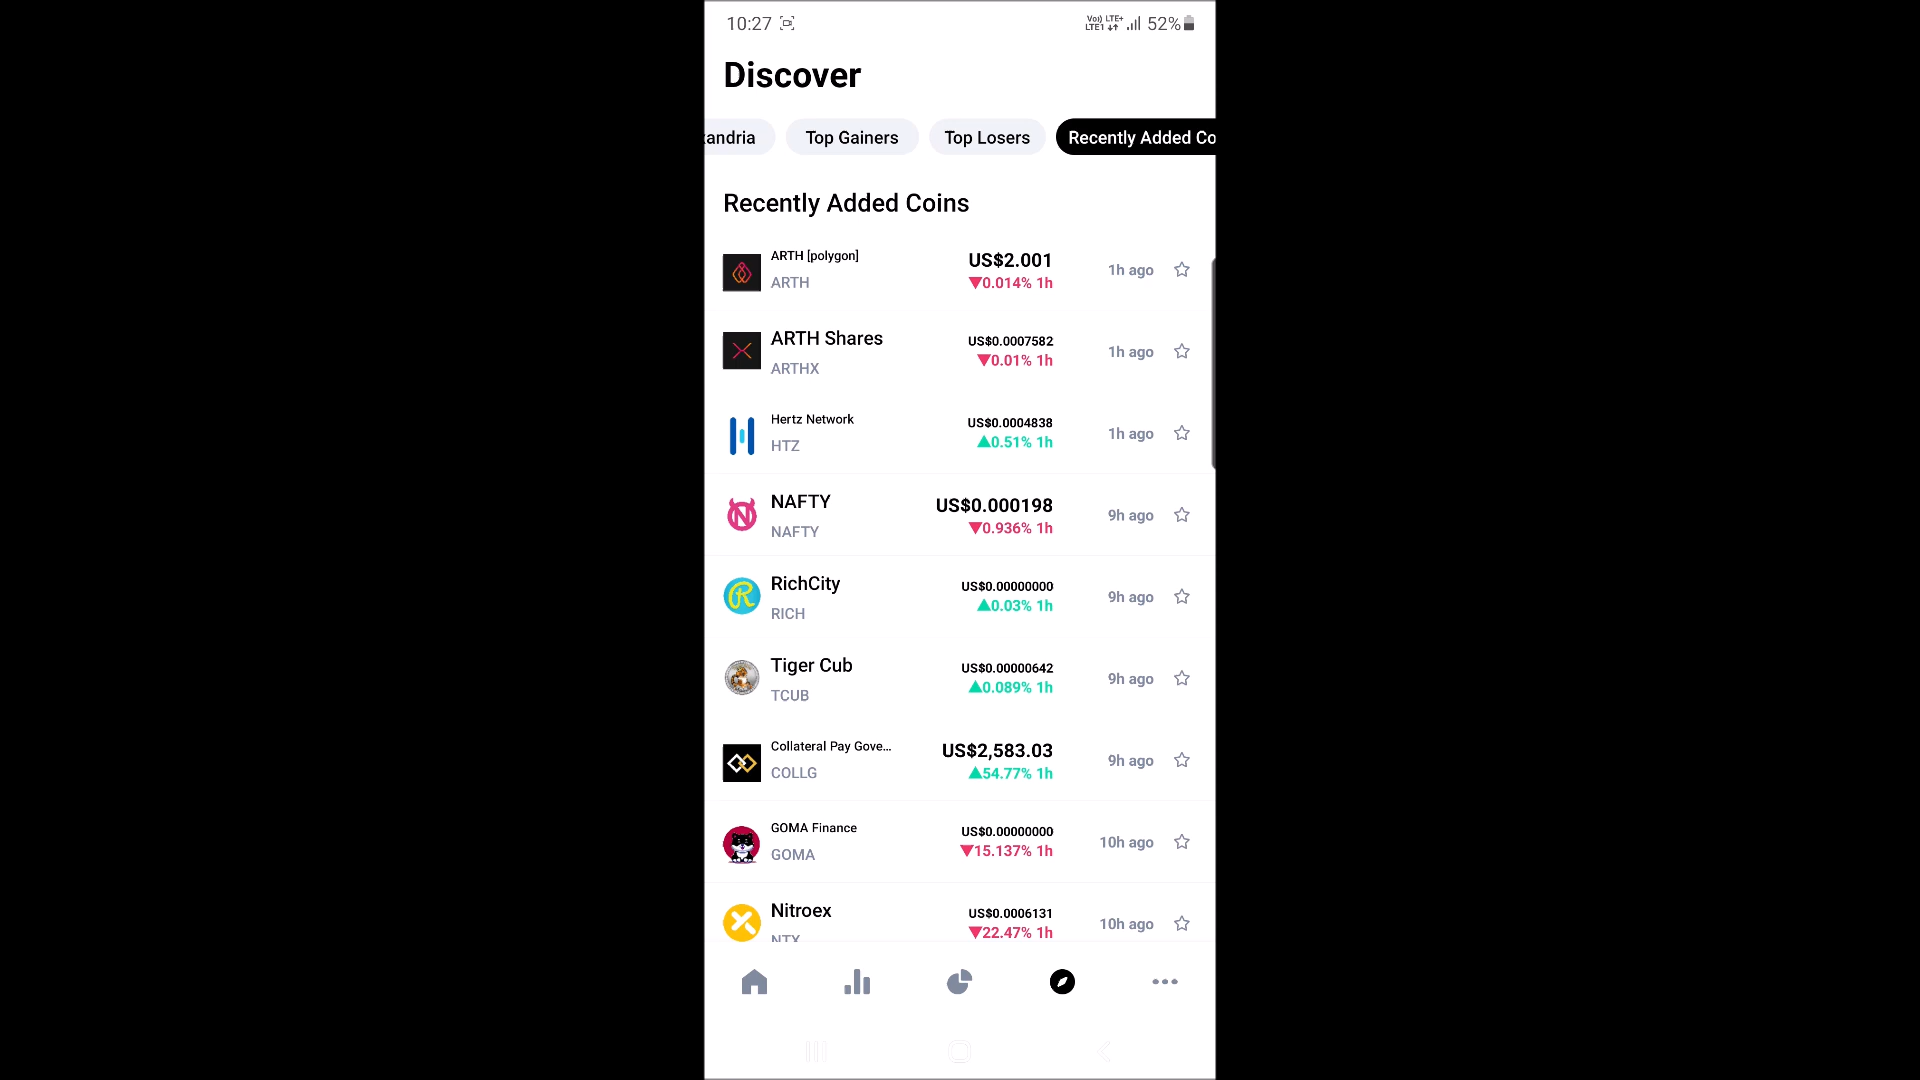 10:27 Vo) LTE+ LTE1 52%
Discover
andria Top Gainers Top Losers Recently Added Co
Recently Added Coins
ARTH [polygon] US$2.001
ARTH ▼0.014% 1h 1h ago
ARTH Shares US$0.0007582
ARTHX ▼0.01% 1h 1h ago
Hertz Network US$0.0004838
HTZ ▲0.51% 1h 1h ago
NAFTY US$0.000198
NAFTY ▼0.936% 1h 9h ago
RichCity US$0.00000000
RICH ▲0.03% 1h 9h ago
Tiger Cub US$0.00000642
TCUB ▲0.089% 1h 9h ago
Collateral Pay Gove... US$2,583.03
COLLG ▲54.77% 1h 9h ago
GOMA Finance US$0.00000000
GOMA ▼15.137% 1h 10h ago
Nitroex US$0.0006131
NTX ▼22.47% 1h 10h ago